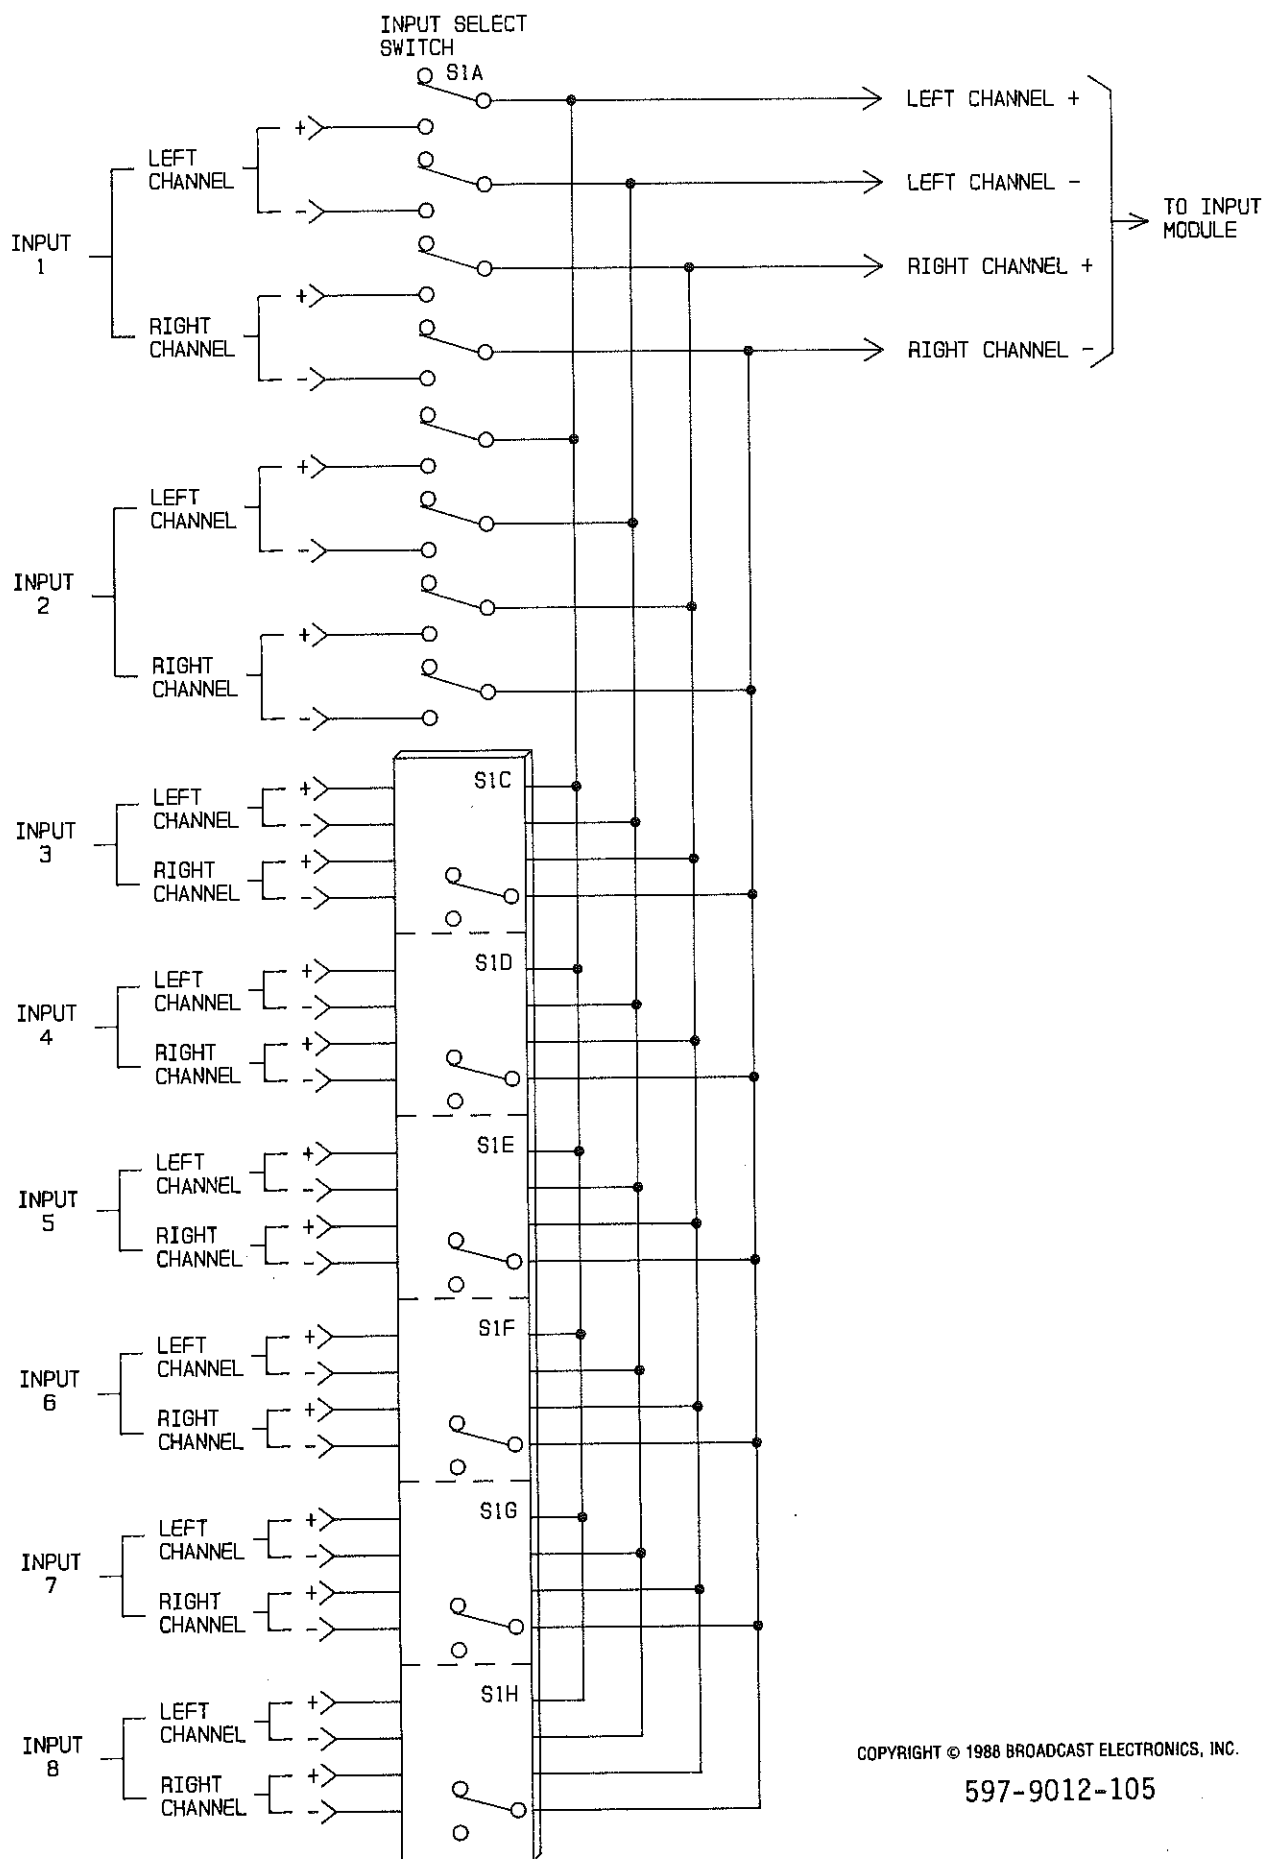 INPUT SELECT
SWITCH
S1A
LEFT CHANNEL +
LEFT CHANNEL -
RIGHT CHANNEL +
RIGHT CHANNEL -
TO INPUT
MODULE
INPUT
1
LEFT
CHANNEL
+
-
RIGHT
CHANNEL
+
-
INPUT
2
LEFT
CHANNEL
+
-
RIGHT
CHANNEL
+
-
INPUT
3
LEFT
CHANNEL
+
-
RIGHT
CHANNEL
+
-
S1C
INPUT
4
LEFT
CHANNEL
+
-
RIGHT
CHANNEL
+
-
S1D
INPUT
5
LEFT
CHANNEL
+
-
RIGHT
CHANNEL
+
-
S1E
INPUT
6
LEFT
CHANNEL
+
-
RIGHT
CHANNEL
+
-
S1F
INPUT
7
LEFT
CHANNEL
+
-
RIGHT
CHANNEL
+
-
S1G
INPUT
8
LEFT
CHANNEL
+
-
RIGHT
CHANNEL
+
-
S1H
COPYRIGHT © 1988 BROADCAST ELECTRONICS, INC.
597-9012-105